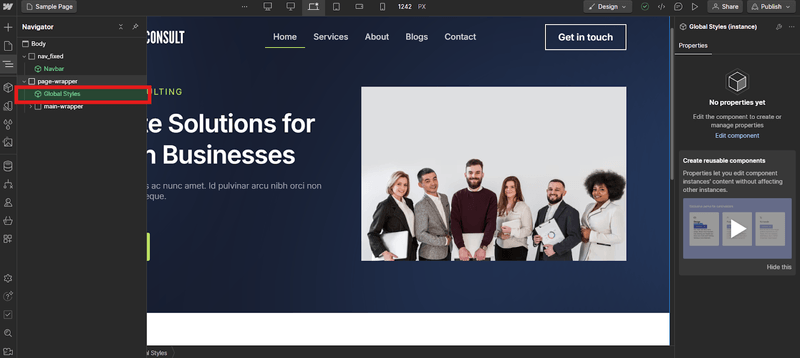 Sample Page
1242 PX
Design
Share
Publish
Navigator
Body
nav_fixed
Navbar
page-wrapper
Global Styles
main-wrapper
CONSULT
Home
Services
About
Blogs
Contact
Get in touch
Solutions for
Businesses
ac nunc amet. Id pulvinar arcu nibh orci non
eque.
Styles
Global Styles (instance)
Properties
No properties yet
Edit the component to create or
manage properties
Edit component
Create reusable components
Properties let you edit component
instances' content without affecting
other instances.
Hide this